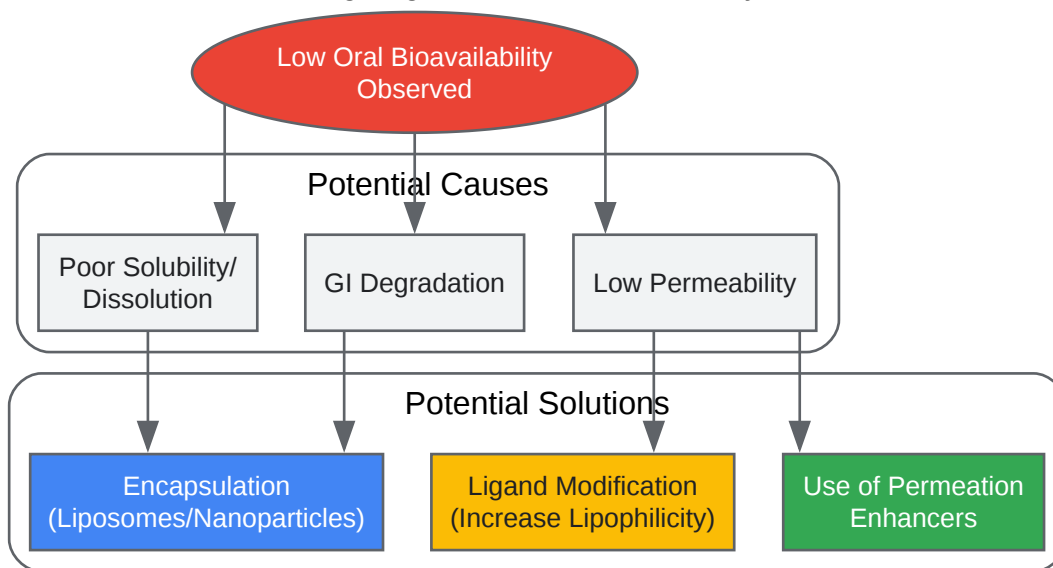 Low Oral Bioavailability
Observed
Potential Causes
Poor Solubility/
Dissolution
GI Degradation
Low Permeability
Potential Solutions
Encapsulation
(Liposomes/Nanoparticles)
Ligand Modification
(Increase Lipophilicity)
Use of Permeation
Enhancers